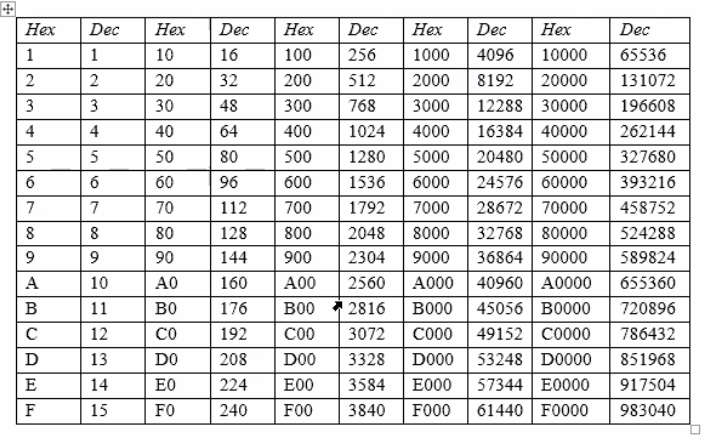 Hex Dec Hex Dec Hex Dec Hex Dec Hex Dec
1 1 10 16 100 256 1000 4096 10000 65536
2 2 20 32 200 512 2000 8192 20000 131072
3 3 30 48 300 768 3000 12288 30000 196608
4 4 40 64 400 1024 4000 16384 40000 262144
5 5 50 80 500 1280 5000 20480 50000 327680
6 6 60 96 600 1536 6000 24576 60000 393216
7 7 70 112 700 1792 7000 28672 70000 458752
8 8 80 128 800 2048 8000 32768 80000 524288
9 9 90 144 900 2304 9000 36864 90000 589824
A 10 A0 160 A00 2560 A000 40960 A0000 655360
B 11 B0 176 B00 2816 B000 45056 B0000 720896
C 12 C0 192 C00 3072 C000 49152 C0000 786432
D 13 D0 208 D00 3328 D000 53248 D0000 851968
E 14 E0 224 E00 3584 E000 57344 E0000 917504
F 15 F0 240 F00 3840 F000 61440 F0000 983040